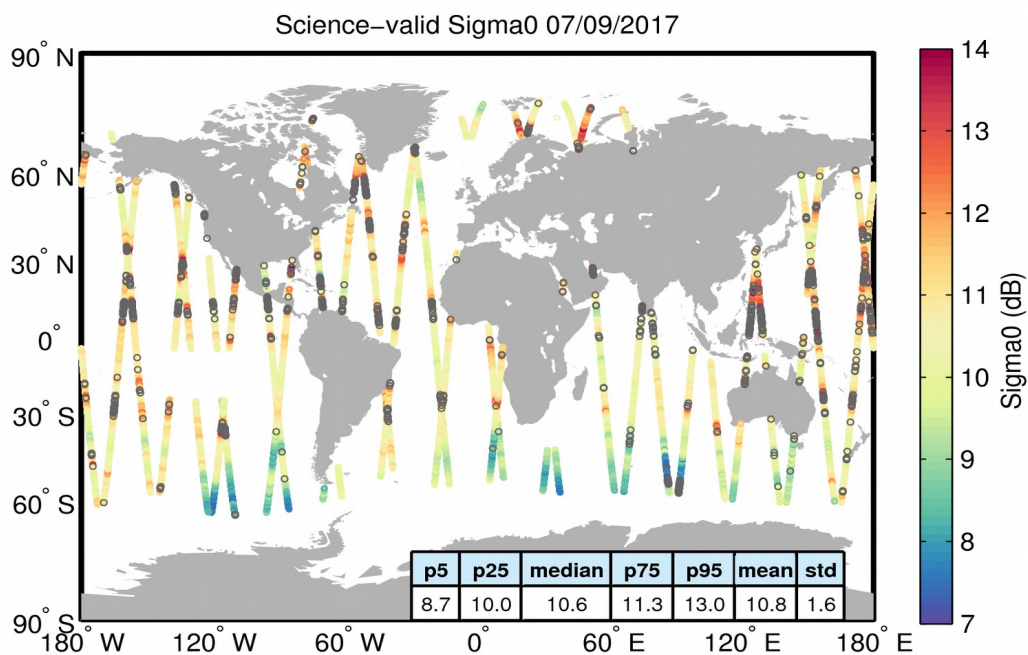 Science-valid Sigma0 07/09/2017
90° N
60° N
30° N
0°
30° S
60° S
90° S
180° W
120° W
60° W
0°
60° E
120° E
180° E
14
13
12
11
10
9
8
7
Sigma0 (dB)
p5 p25 median p75 p95 mean std
8.7 10.0 10.6 11.3 13.0 10.8 1.6